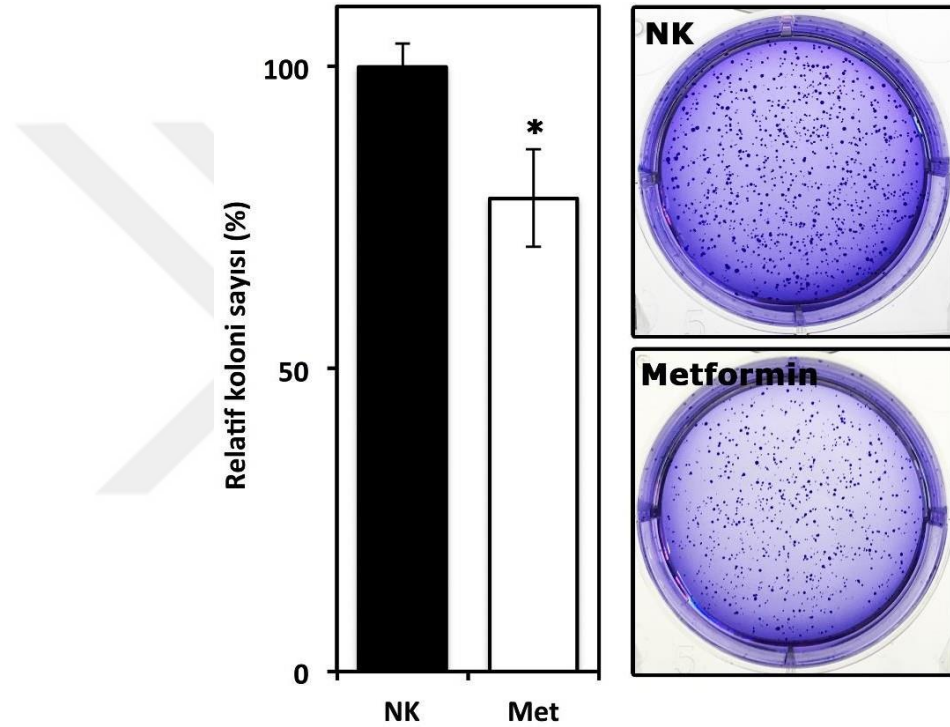 Relatif koloni sayısı (%)
100
50
0
*
NK
Met
NK
Metformin